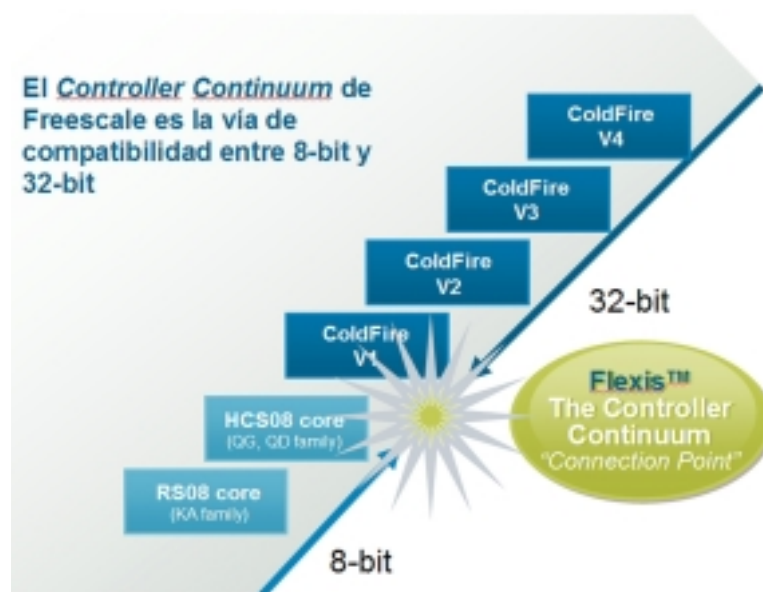 El Controller Continuum de
Freescale es la vía de
compatibilidad entre 8-bit y
32-bit
ColdFire
V4
ColdFire
V3
ColdFire
V2
ColdFire
V1
32-bit
Flexis™
The Controller
Continuum
"Connection Point"
HCS08 core
(QG, QD family)
RS08 core
(KA family)
8-bit